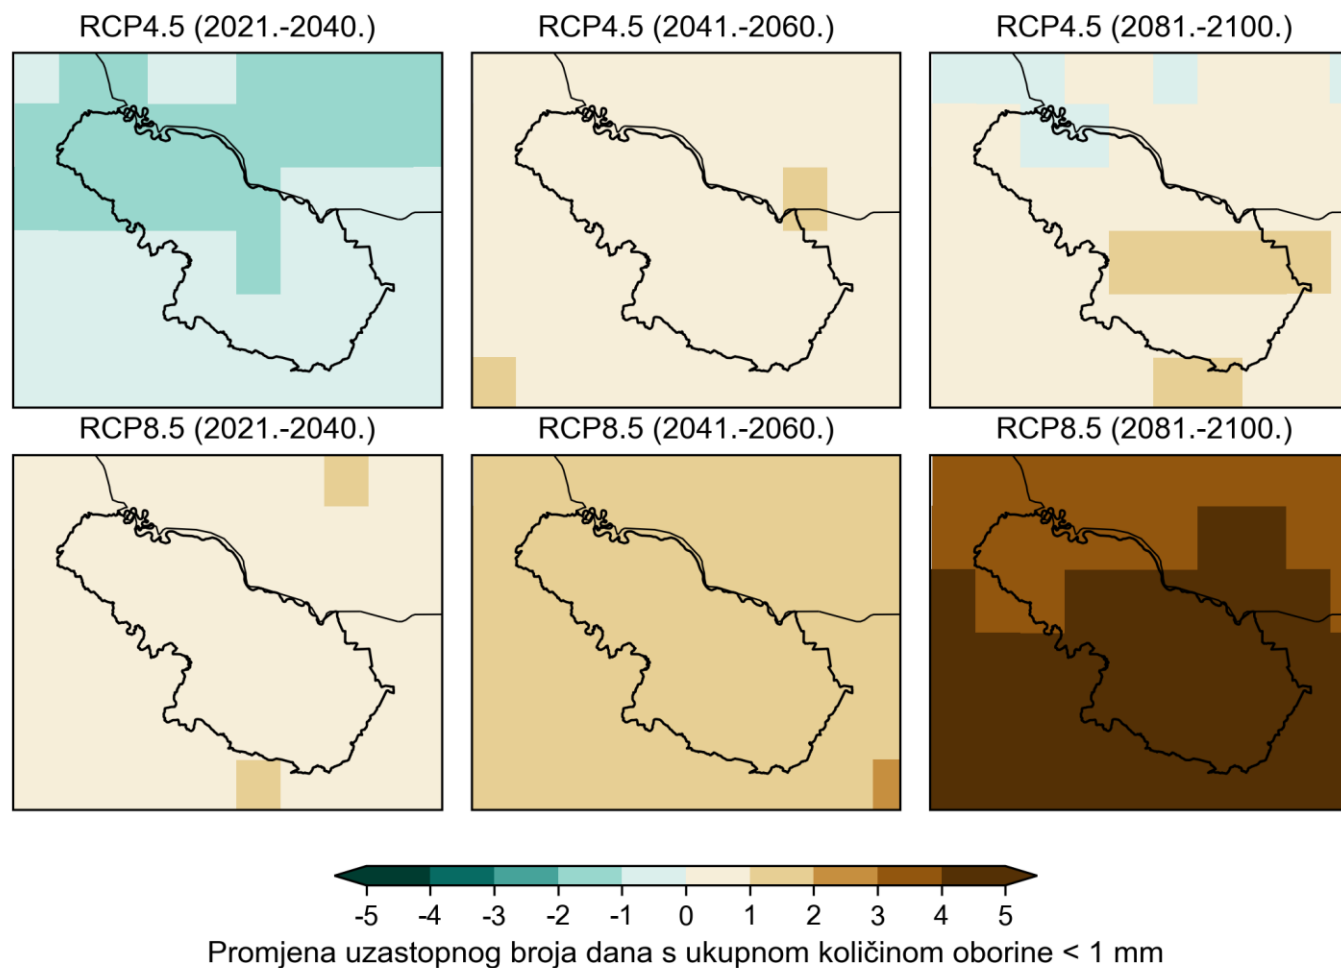 RCP4.5 (2021.-2040.) RCP4.5 (2041.-2060.) RCP4.5 (2081.-2100.)
RCP8.5 (2021.-2040.) RCP8.5 (2041.-2060.) RCP8.5 (2081.-2100.)
-5 -4 -3 -2 -1 0 1 2 3 4 5
Promjena uzastopnog broja dana s ukupnom količinom oborine < 1 mm